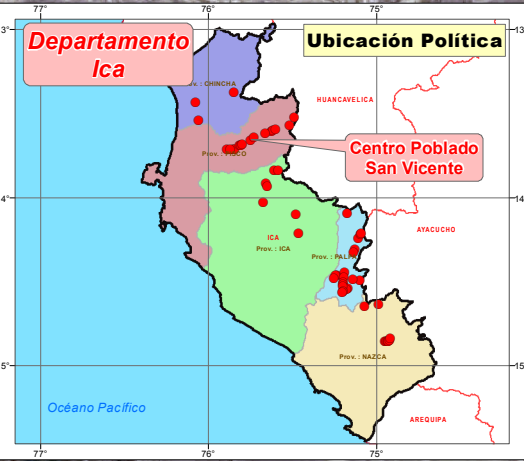 77°
76°
75°
Departamento
Ica
Ubicación Política
3°
13°
Prov. : CHINCHA
HUANCAVELICA
Centro Poblado
San Vicente
Prov. : PISCO
4°
14°
AYACUCHO
ICA
Prov. : ICA
Prov. : PALPA
5°
15°
Prov. : NAZCA
Océano Pacífico
AREQUIPA
77°
76°
75°